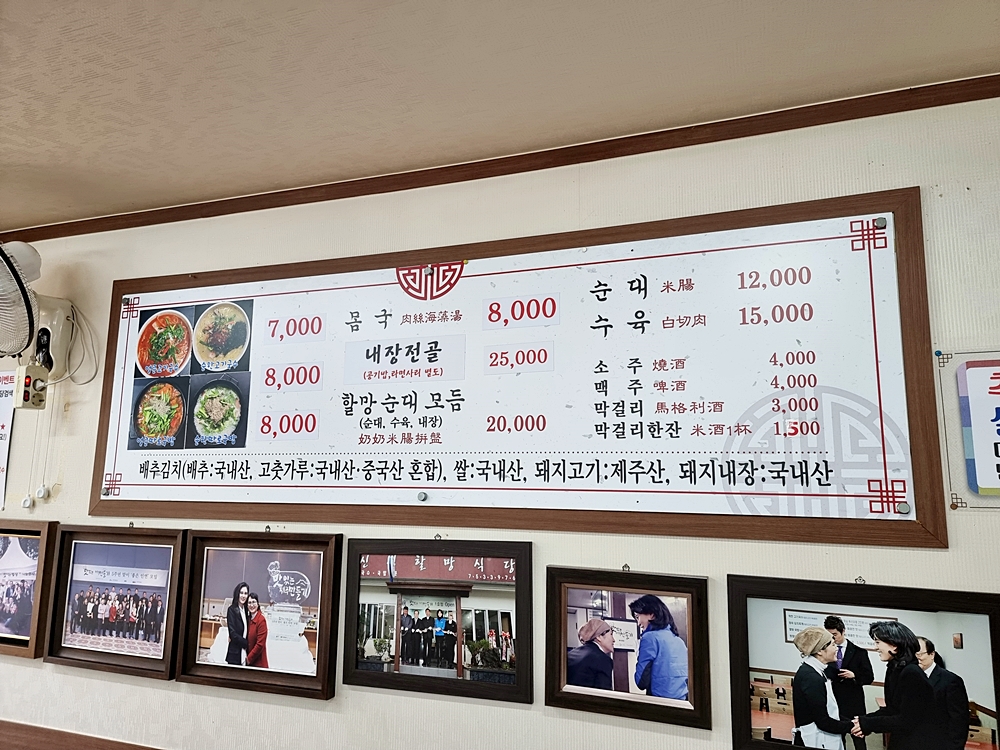 7,000
8,000
8,000
몸국 肉絲海藻湯 8,000
내장전골 25,000
(공기밥,라면사리 별도)
할망순대 모듬
(순대, 수육, 내장) 20,000
奶奶米腸拼盤
순대 米腸 12,000
수육 白切肉 15,000
소주 燒酒 4,000
맥주 啤酒 4,000
막걸리 馬格利酒 3,000
막걸리한잔 米酒1杯 1,500
배추김치(배추:국내산, 고춧가루:국내산·중국산 혼합), 쌀:국내산, 돼지고기:제주산, 돼지내장:국내산
할망식당